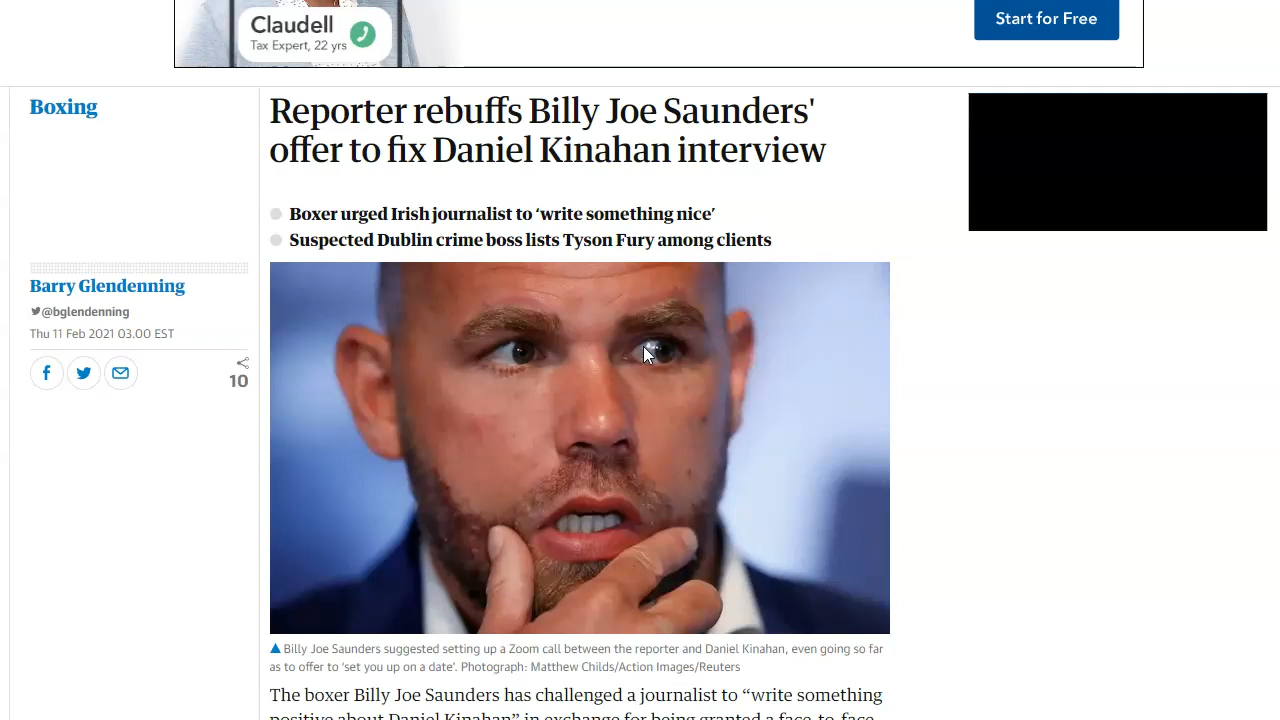 Claudell
Tax Expert, 22 yrs
Start for Free
Boxing
Reporter rebuffs Billy Joe Saunders'
offer to fix Daniel Kinahan interview
Boxer urged Irish journalist to ‘write something nice’
Suspected Dublin crime boss lists Tyson Fury among clients
Barry Glendenning
@bglendenning
Thu 11 Feb 2021 03.00 EST
10
Billy Joe Saunders suggested setting up a Zoom call between the reporter and Daniel Kinahan, even going so far
as to offer to ‘set you up on a date’. Photograph: Matthew Childs/Action Images/Reuters
The boxer Billy Joe Saunders has challenged a journalist to “write something
positive about Daniel Kinahan” in exchange for being granted a face-to-face